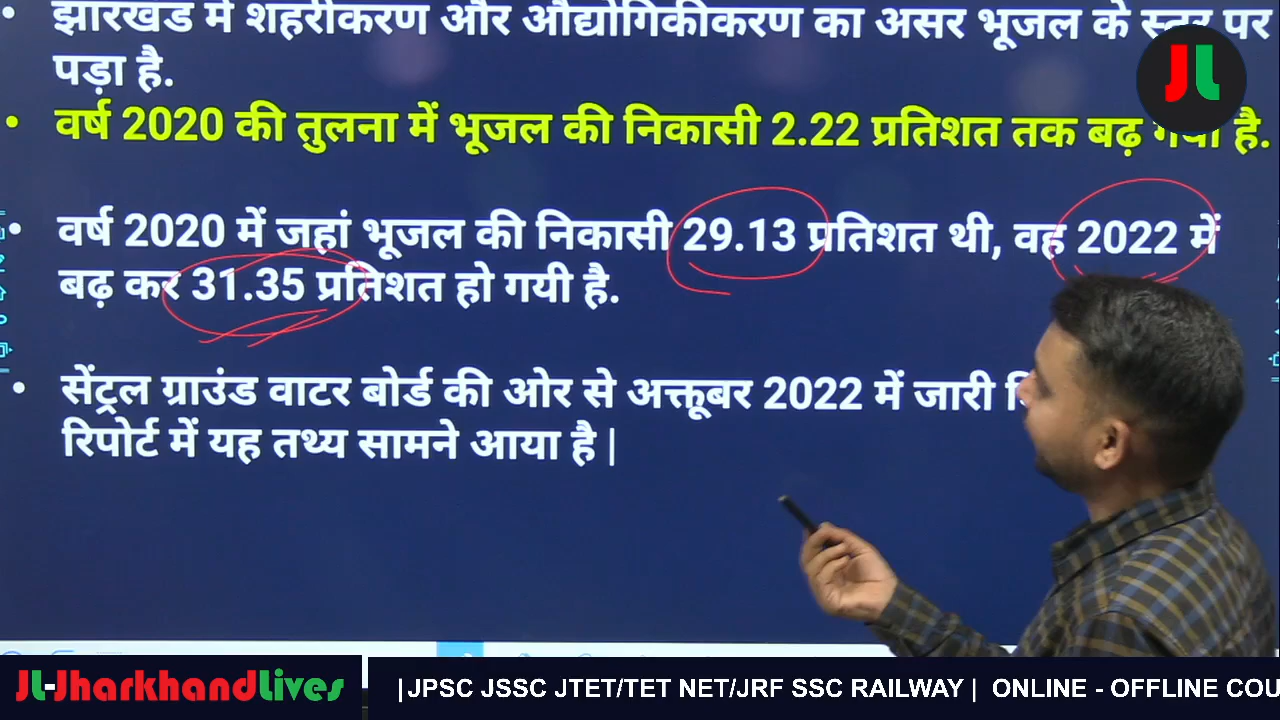 झारखंड में शहरीकरण और औद्योगिकीकरण का असर भूजल के स्तर पर
पड़ा है.
वर्ष 2020 की तुलना में भूजल की निकासी 2.22 प्रतिशत तक बढ़ गया है.
वर्ष 2020 में जहां भूजल की निकासी 29.13 प्रतिशत थी, वह 2022 में
बढ़ कर 31.35 प्रतिशत हो गयी है.
सेंट्रल ग्राउंड वाटर बोर्ड की ओर से अक्तूबर 2022 में जारी
रिपोर्ट में यह तथ्य सामने आया है |
JL
JL-JharkhandLives
|JPSC JSSC JTET/TET NET/JRF SSC RAILWAY | ONLINE - OFFLINE COU